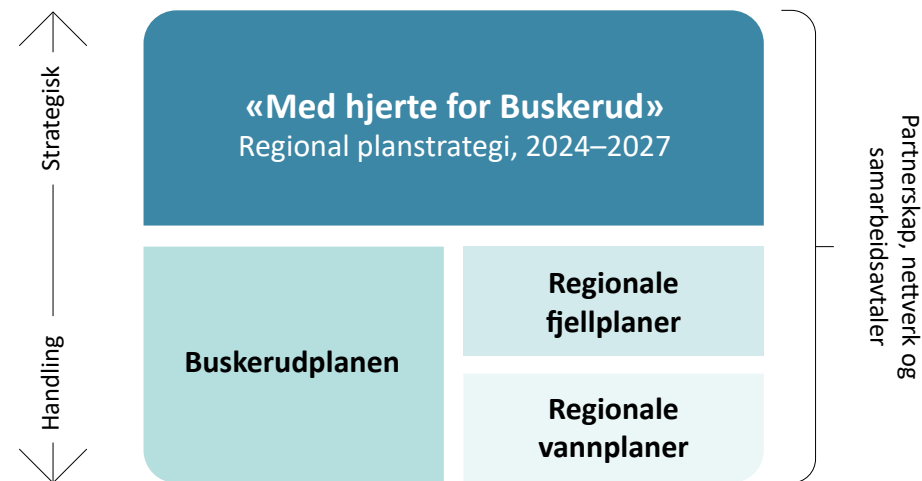 Strategisk
Handling
«Med hjerte for Buskerud»
Regional planstrategi, 2024–2027
Buskerudplanen
Regionale
fjellplaner
Regionale
vannplaner
Partnerskap, nettverk og
samarbeidsavtaler